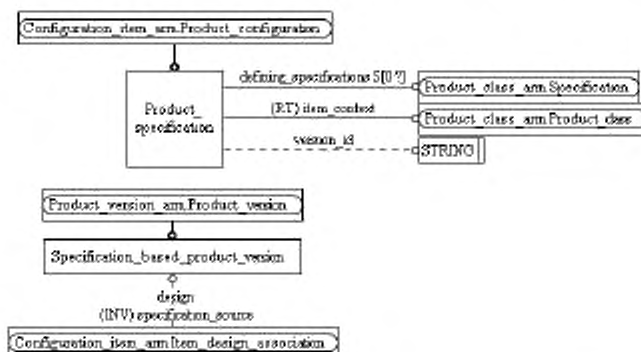 Configuration_item_arm.Product_configuration
defining_specifications S[0:?]
Product_class_arm.Specification
Product_
specification
(RT) item_context
Product_class_arm.Product_class
version_id
STRING
Product_version_arm.Product_version
Specification_based_product_version
design
(INV) specification_source
Configuration_item_arm.Item_design_association